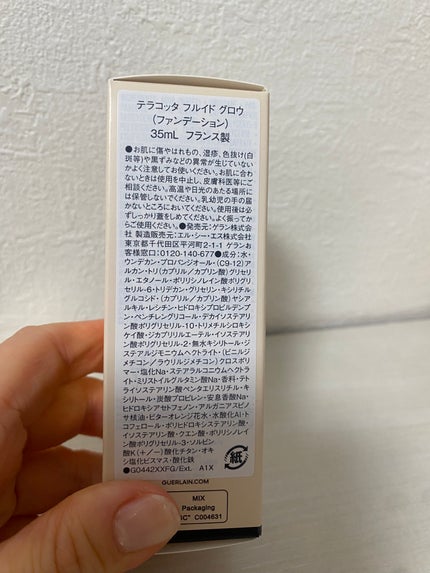 テラコッタ フルイド グロウ
(ファンデーション)
35mL フランス製
●お肌に傷やはれもの、湿疹、色抜け(白
斑等)や黒ずみなどの異常が生じていない
かよく注意してお使いください。お肌に合わ
ないときは使用を中止し、皮膚科医等にご
相談ください。高温や日光のあたる場所に
は保管しないでください。乳幼児の手の届
かないところにおいてください。使用後は必
ずしっかり蓋をしめてください。よく振ってか
らご使用ください。●発売元:ゲラン株式会
社 製造販売元:エル・シー・エス株式会社
東京都千代田区平河町2-1-1 ゲランお
客様窓口:0120-140-677●成分:水・
ウンデカン・プロパンジオール・(C9-12)ア
ルカン・トリ(カプリル/カプリン酸)グリセリ
ル・エタノール・ポリシノレイン酸ポリグリ
セリル-6・トリデカン・グリセリン・キシリチル
グルコシド・(カプリル/カプリン酸)ヤシア
ルキル・レシチン・ヒドロキシプロピルデンプ
ン・ペンチレングリコール・デカイソステアリ
ン酸ポリグリセリル-10・トリメチルシロキシ
ケイ酸・ジカプリルエーテル・イソステアリ
ン酸ポリグリセリル-2・無水キシリトール・ジ
ステアルジモニウムヘクトライト・(ビニルジ
メチコン/ラウリルジメチコン)クロスポリ
マー・塩化Na・ステアラルコニウムヘクトラ
イト・ミリストイルグルタミン酸Na・香料・テト
ライソステアリン酸ペンタエリスリチル・キ
シリトール・炭酸プロピレン・安息香酸Na・
ヒドロキシアセトフェノン・アルガニアスピノ
サ核油・ビターオレンジ花水・水酸化Al・ト
コフェロール・ポリヒドロキシステアリン酸・
イソステアリン酸・クエン酸・ポリリシノレイ
ン酸ポリグリセリル-3・ソルビン
酸K(+/-)酸化チタン・オキ
シ塩化ビスマス・酸化鉄
●G0442XXFG/Ext. A1X
紙
GUERLAIN.COM
MIX
Packaging
C004631